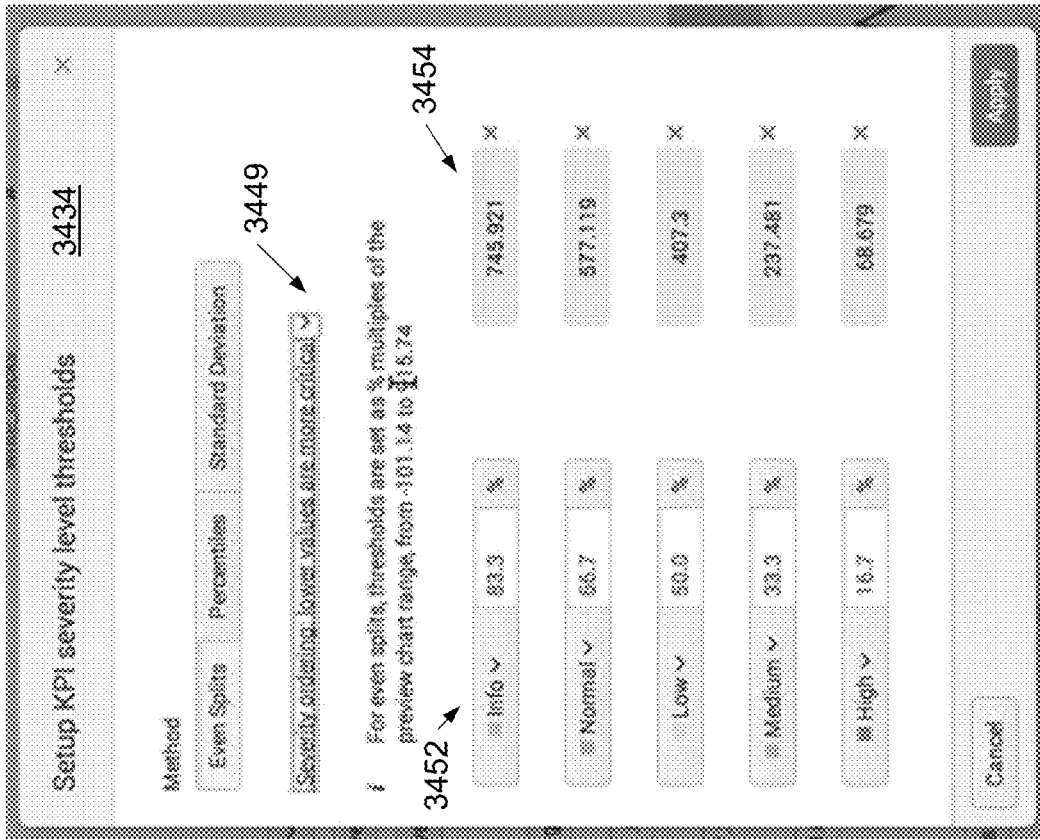 Setup KPI severity level thresholds 3434 ×
Method
Even Splits Percentiles Standard Deviation
3449
Severity ordering: lower values are more critical
i For even splits, thresholds are set as % multiples of the
preview chart range, from -101.14 to
3452 3454
Info 83.3 % 745.921 ×
Normal 66.7 % 577.119 ×
Low 50.0 % 407.3 ×
Medium 33.3 % 237.481 ×
High 16.7 % 68.679 ×
Cancel Apply